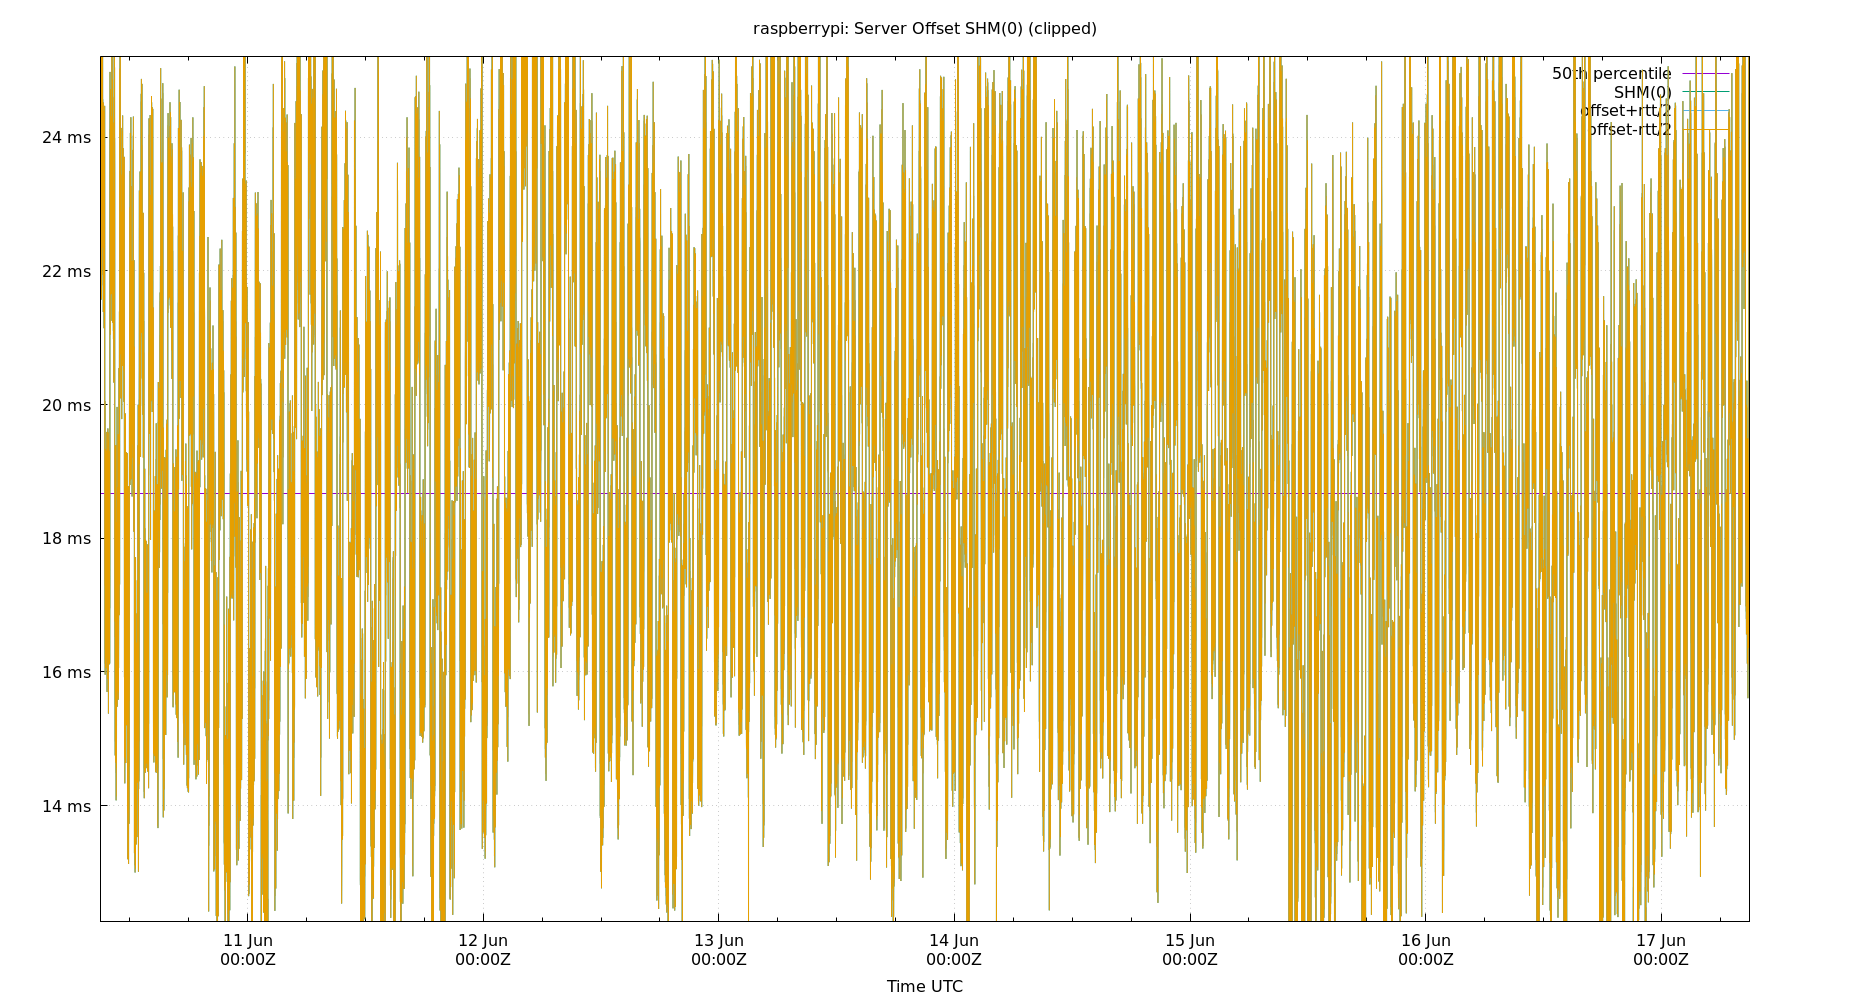 raspberrypi: Server Offset SHM(0) (clipped)
50th percentile
SHM(0)
offset+rtt/2
offset-rtt/2
24 ms
22 ms
20 ms
18 ms
16 ms
14 ms
11 Jun 12 Jun 13 Jun 14 Jun 15 Jun 16 Jun 17 Jun
00:00Z 00:00Z 00:00Z 00:00Z 00:00Z 00:00Z 00:00Z
Time UTC